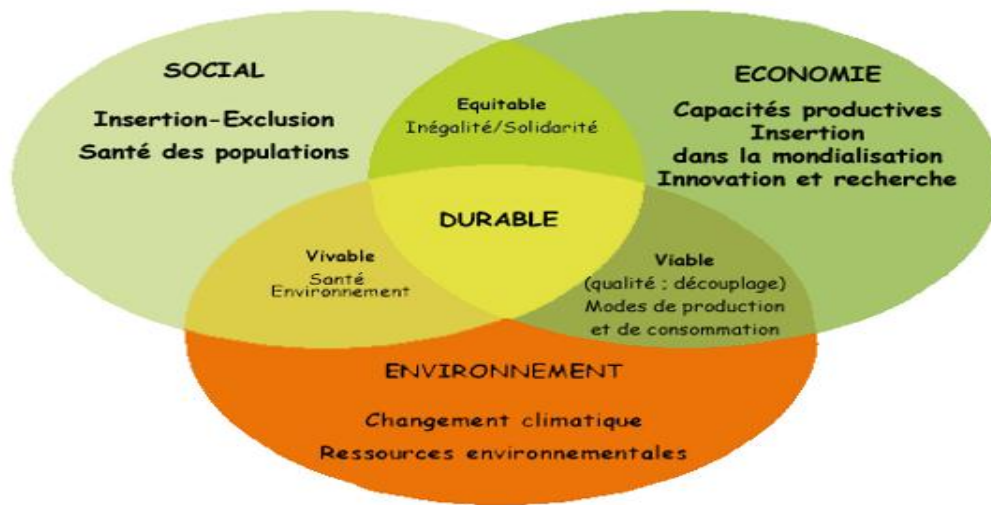 SOCIAL
Insertion-Exclusion
Santé des populations
Equitable
Inégalité/Solidarité
ECONOMIE
Capacités productives
Insertion
dans la mondialisation
Innovation et recherche
DURABLE
Vivable
Santé
Environnement
Viable
(qualité ; découplage)
Modes de production
et de consommation
ENVIRONNEMENT
Changement climatique
Ressources environnementales